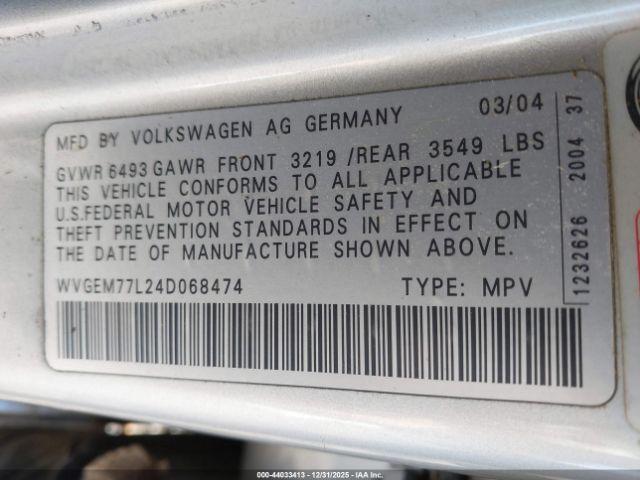 MFD BY VOLKSWAGEN AG GERMANY 03/04
GVWR 6493 GAWR FRONT 3219 /REAR 3549 LBS
THIS VEHICLE CONFORMS TO ALL APPLICABLE
U.S.FEDERAL MOTOR VEHICLE SAFETY AND
THEFT PREVENTION STANDARDS IN EFFECT ON
THE DATE OF MANUFACTURE SHOWN ABOVE.
WVGEM77L24D068474 TYPE: MPV
1232626 2004 37
000-44033413 - 12/31/2025 - IAAI.COM